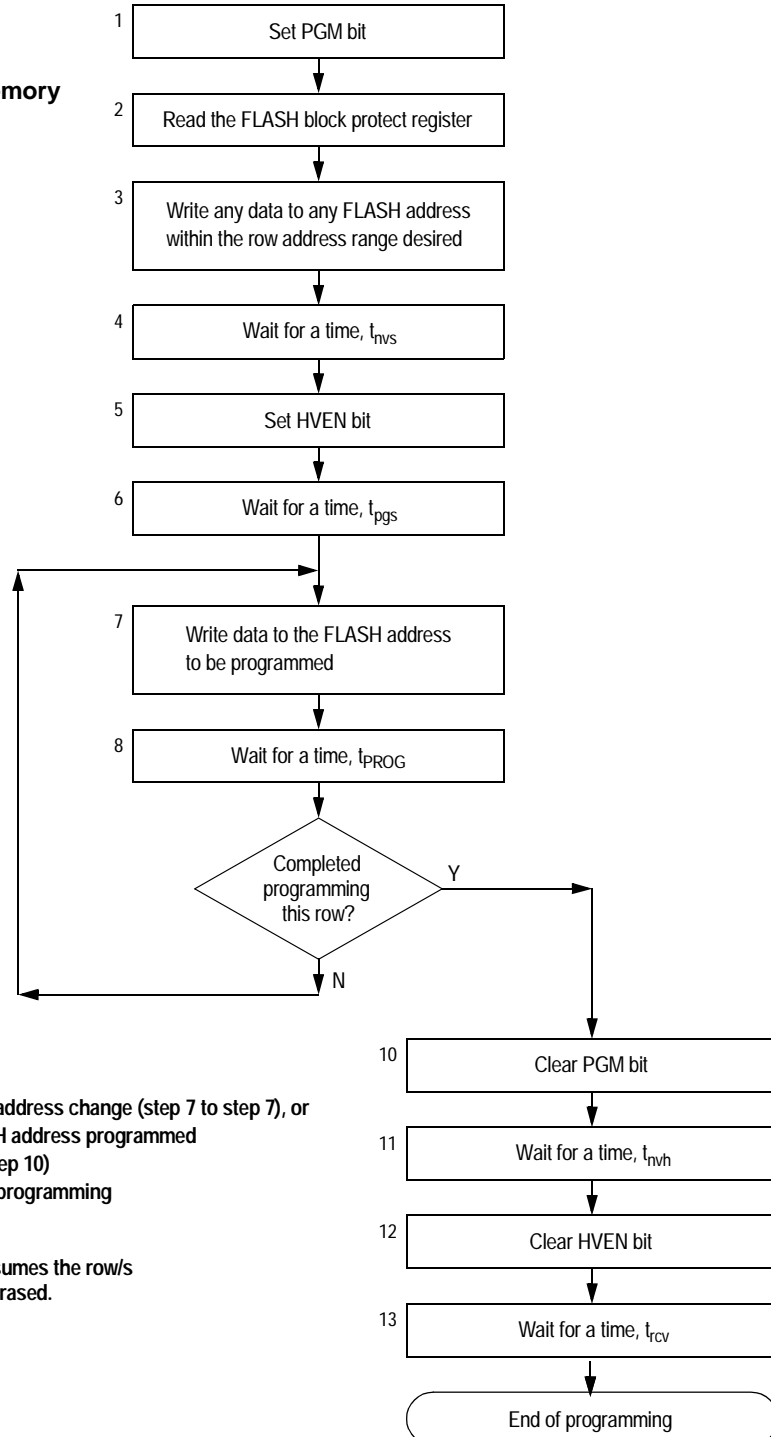 1
Set PGM bit
2
Read the FLASH block protect register
3
Write any data to any FLASH address
within the row address range desired
4
Wait for a time, tnvs
5
Set HVEN bit
6
Wait for a time, tpgs
7
Write data to the FLASH address
to be programmed
8
Wait for a time, tPROG
Completed
programming
this row?
Y
N
10
Clear PGM bit
address change (step 7 to step 7), or
address programmed
10)
11
Wait for a time, tnvh
programming
12
Clear HVEN bit
the row/s
13
Wait for a time, trcv
End of programming